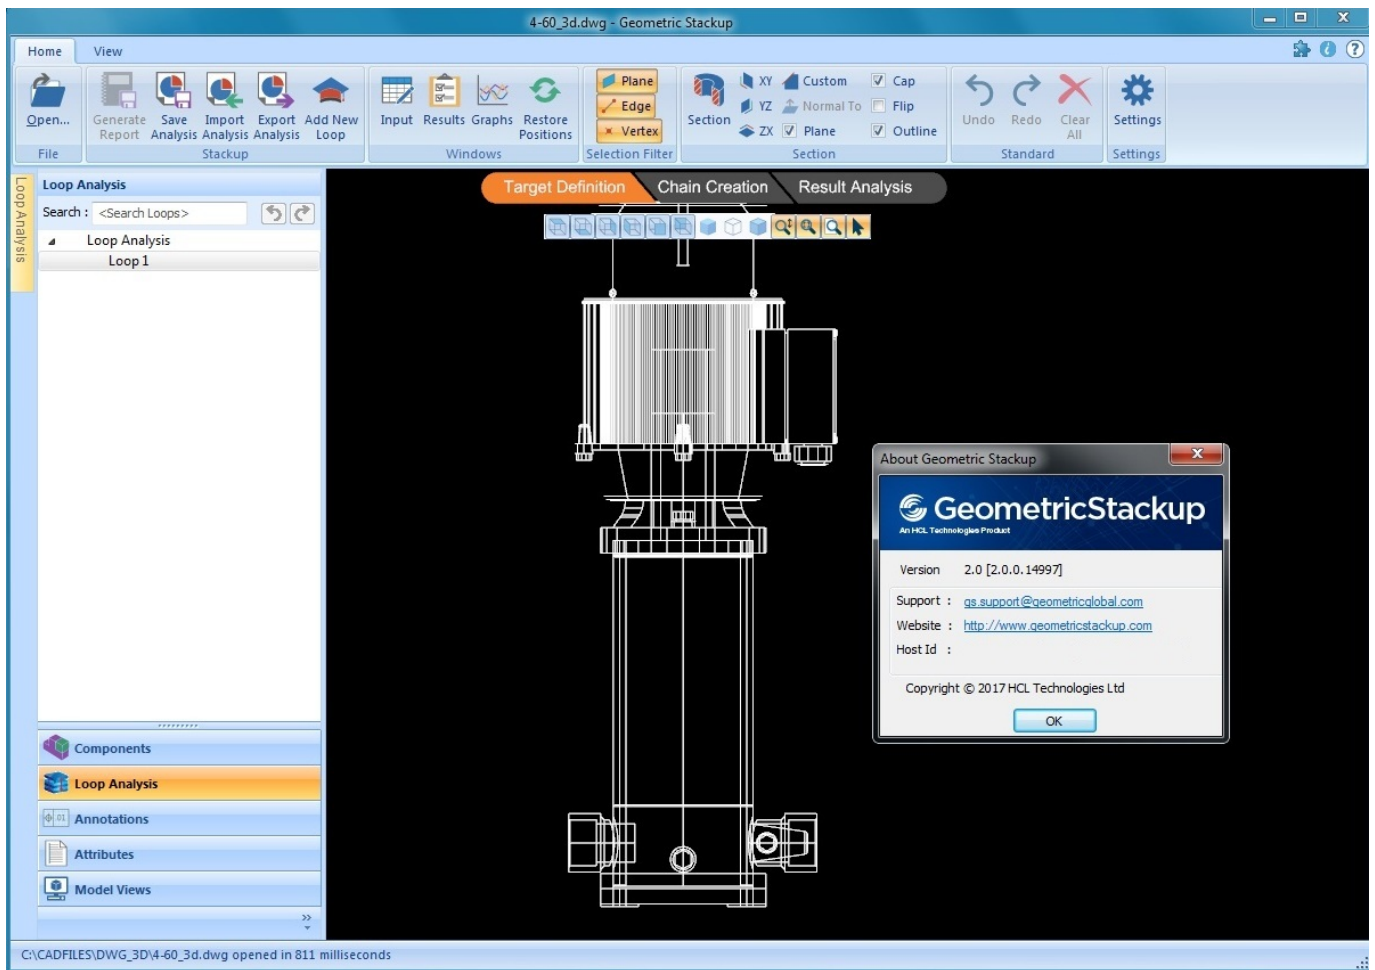 4-60_3d.dwg - Geometric Stackup
Home View
Open...
Generate Report
Save Analysis
Import Analysis
Export Analysis
Add New Loop
Input
Results
Graphs
Restore Positions
Plane
Edge
Vertex
Section
XY Custom Cap
YZ Normal To Flip
ZX Plane Outline
Undo
Redo
Clear All
Settings
File Stackup Windows Selection Filter Section Standard Settings
Loop Analysis
Loop Analysis
Search : <Search Loops>
Loop Analysis
Loop 1
Target Definition Chain Creation Result Analysis
About Geometric Stackup
GeometricStackup
An HCL Technologies Product
Version 2.0 [2.0.0.14997]
Support : gs.support@geometricglobal.com
Website : http://www.geometricstackup.com
Host Id :
Copyright © 2017 HCL Technologies Ltd
OK
Components
Loop Analysis
Annotations
Attributes
Model Views
C:\CADFILES\DWG_3D\4-60_3d.dwg opened in 811 milliseconds